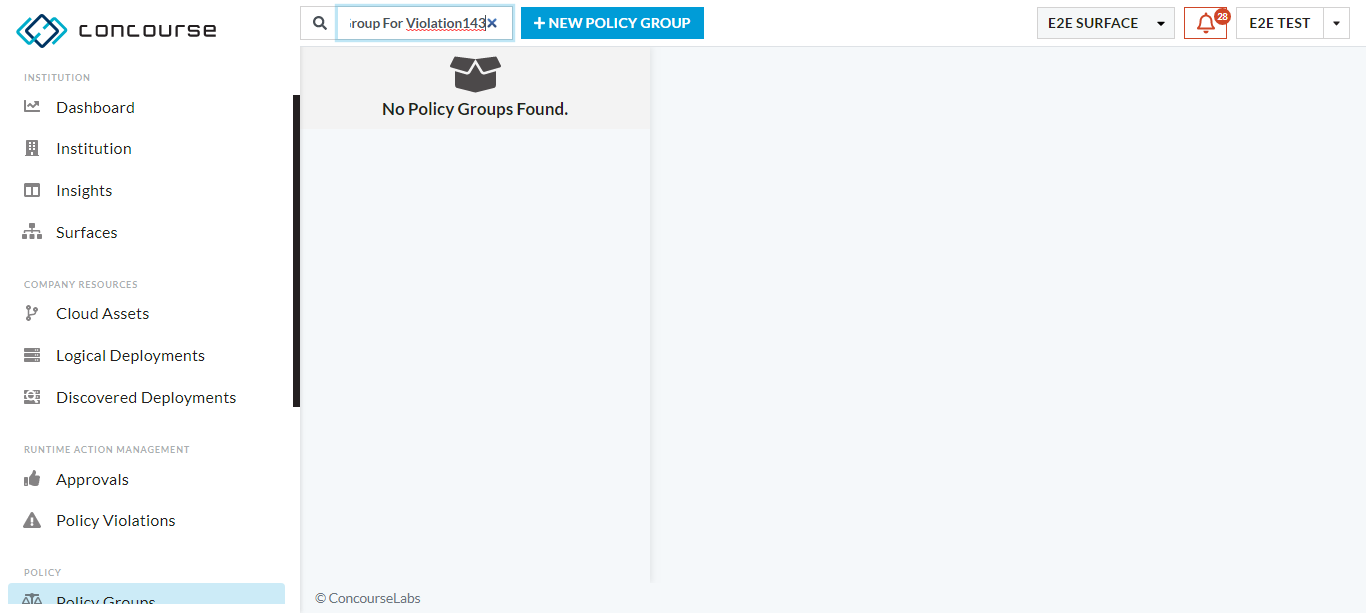 concourse
INSTITUTION
Dashboard
Institution
Insights
Surfaces
COMPANY RESOURCES
Cloud Assets
Logical Deployments
Discovered Deployments
RUNTIME ACTION MANAGEMENT
Approvals
Policy Violations
POLICY
Policy Groups
roup For Violation143
+ NEW POLICY GROUP
E2E SURFACE
28
E2E TEST
No Policy Groups Found.
© ConcourseLabs